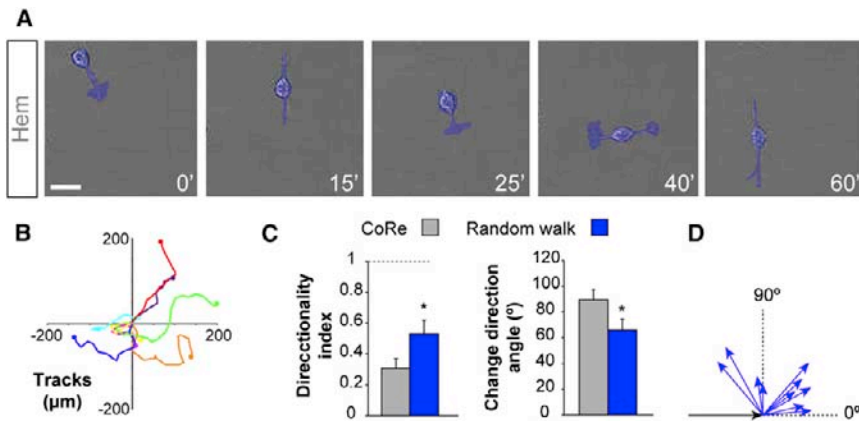 A
Hem
0'
15'
25'
40'
60'
B
200
-200
200
-200
Tracks
(μm)
C
CoRe
Random walk
1
0.8
0.6
0.4
0.2
0
Direcctionality
index
*
120
100
80
60
40
20
0
Change direction
angle (º)
*
D
90º
0º